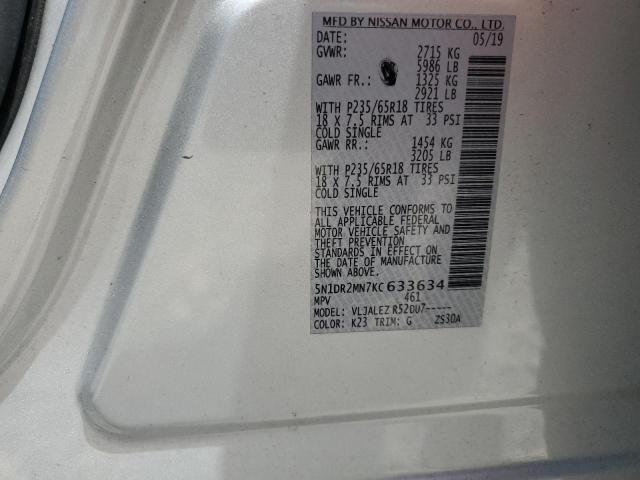 MFD BY NISSAN MOTOR CO., LTD.
DATE: 05/19
GVWR: 2715 KG
5986 LB
GAWR FR.: 1325 KG
2921 LB
WITH P235/65R18 TIRES
18 X 7.5 RIMS AT 33 PSI
COLD SINGLE
GAWR RR.: 1454 KG
3205 LB
WITH P235/65R18 TIRES
18 X 7.5 RIMS AT 33 PSI
COLD SINGLE
THIS VEHICLE CONFORMS TO
ALL APPLICABLE FEDERAL
MOTOR VEHICLE SAFETY AND
THEFT PREVENTION
STANDARDS IN EFFECT ON
THE DATE OF MANUFACTURE
SHOWN ABOVE.
5N1DR2MN7KC633634
MPV 461
MODEL: VLJALEZ R52DU7-----
COLOR: K23 TRIM: G ZS30A